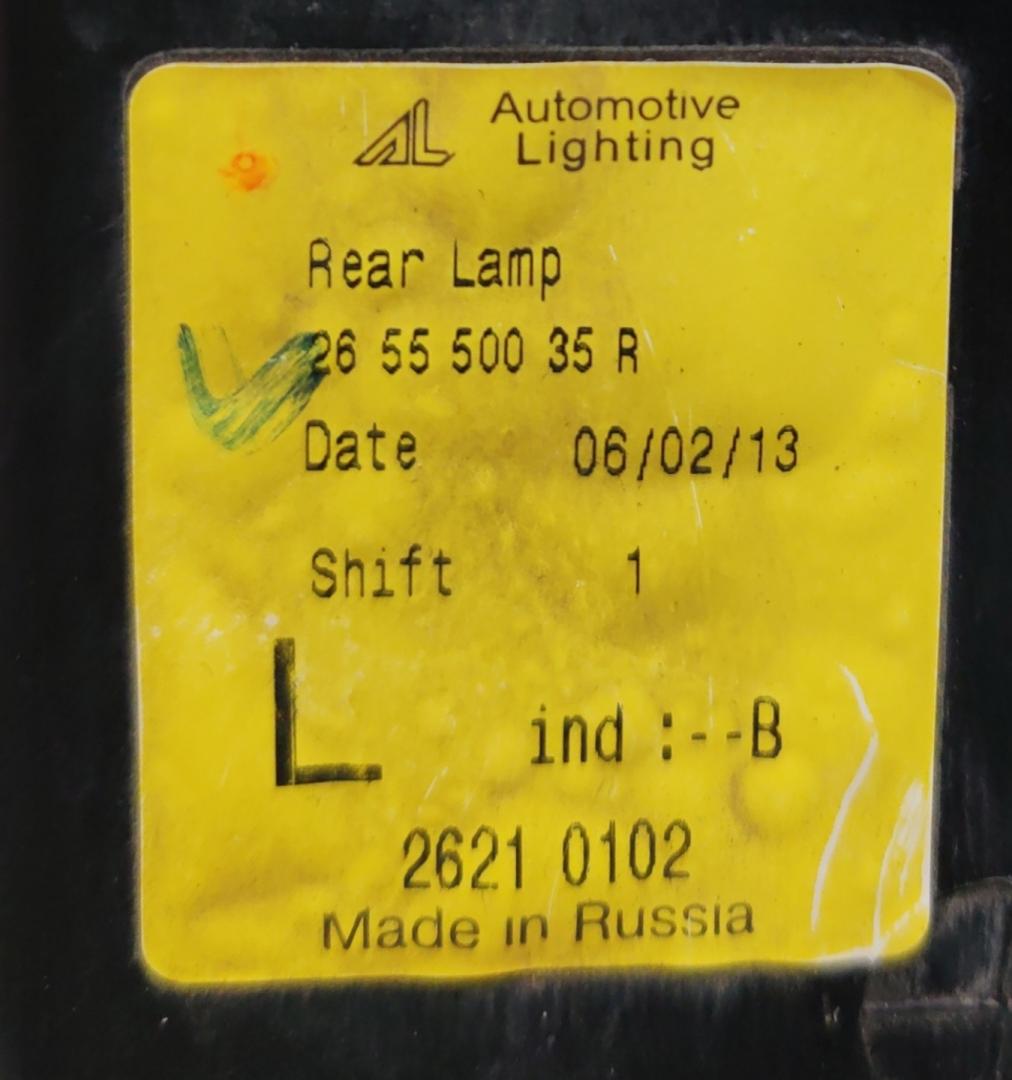 AL Automotive
Lighting
Rear Lamp
26 55 500 35 R
Date 06/02/13
Shift 1
L ind :--B
2621 0102
Made in Russia